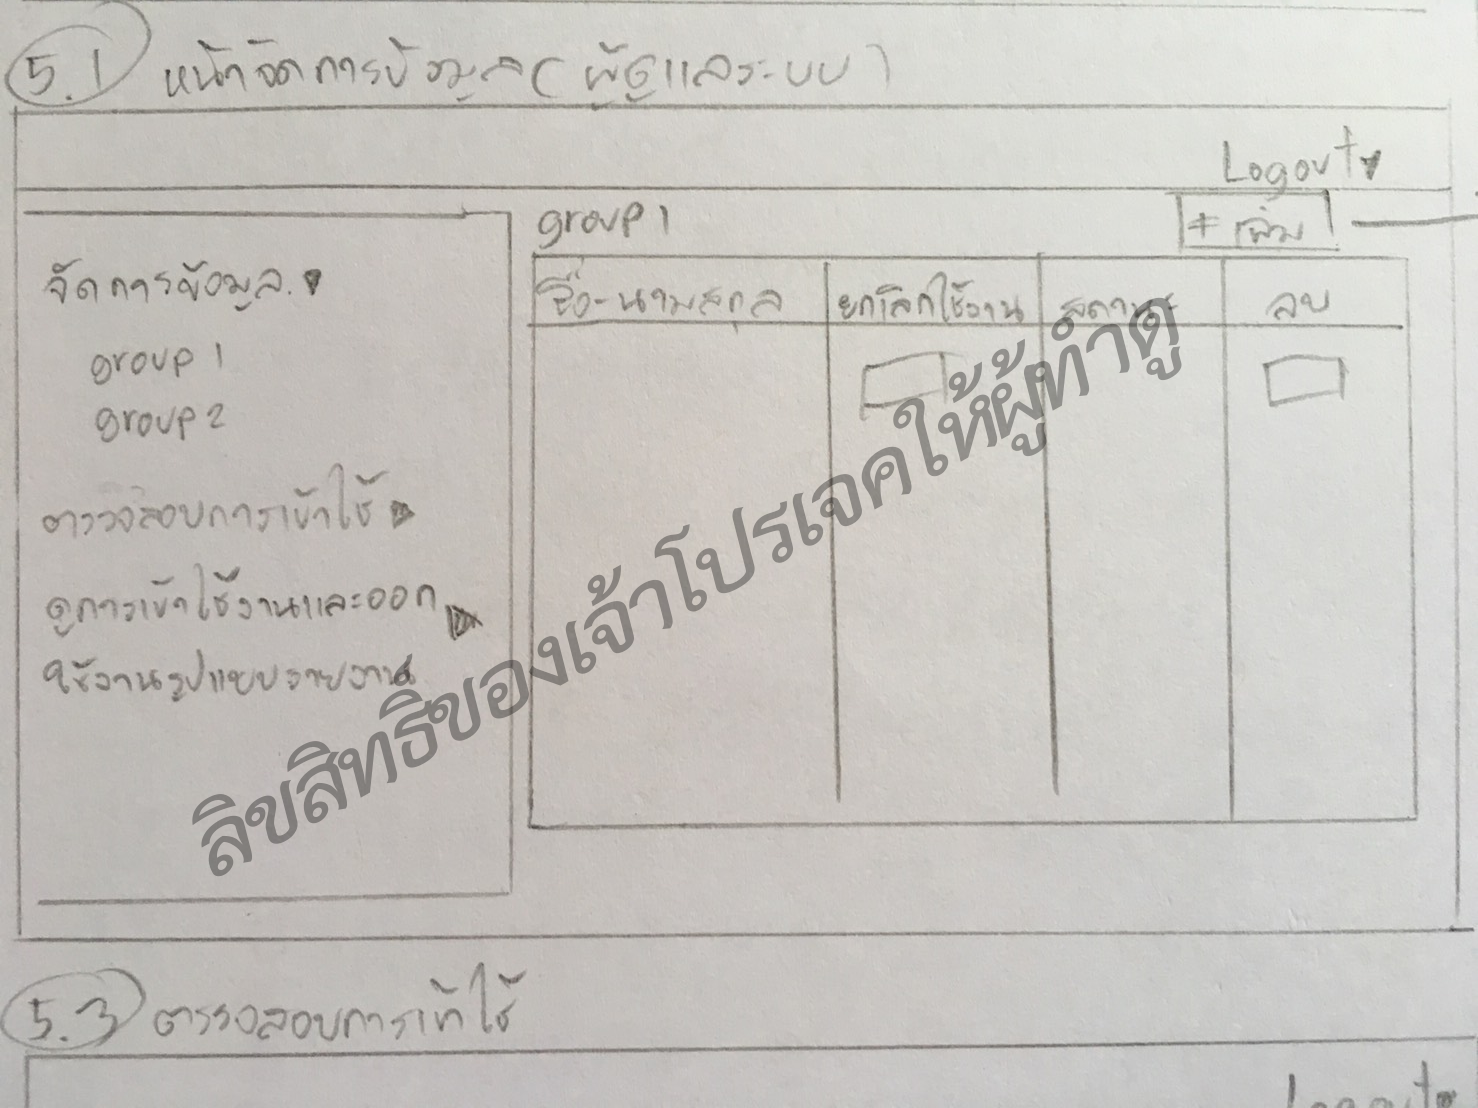 5.1 หน้าจัดการข้อมูล (ผู้ดูแลระบบ)
Logout
group 1
+ เพิ่ม
จัดการข้อมูล
group 1
group 2
ตรวจสอบการเข้าใช้
ดูการเข้าใช้งานและออก
ใช้งานรูปแบบรายงาน
ชื่อ-นามสกุล ยกเลิกใช้งาน สถานะ ลบ
ลิขสิทธิ์ของเจ้าโปรเจคให้ผู้ทำดู
5.3 ตรวจสอบการเข้าใช้
Logout